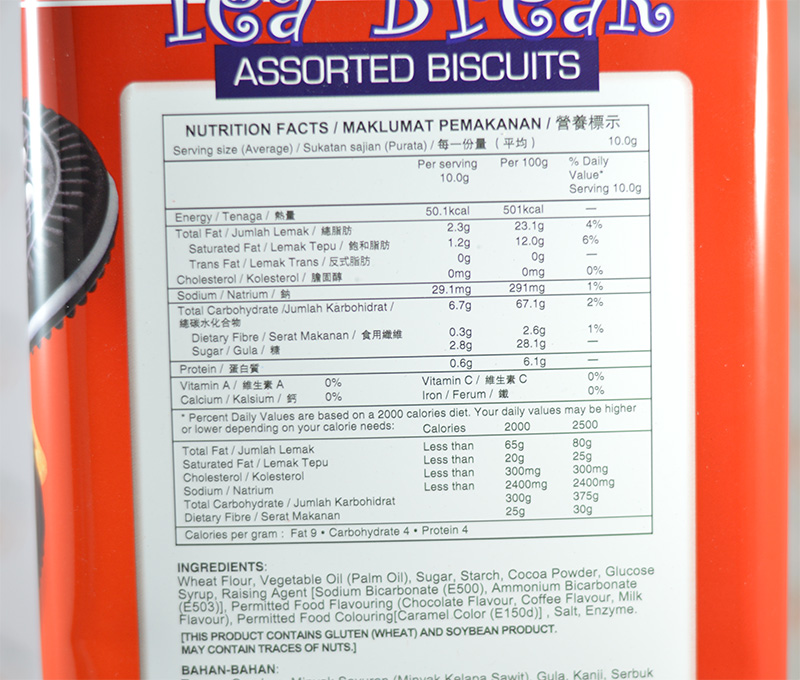 Tea Break
ASSORTED BISCUITS
NUTRITION FACTS / MAKLUMAT PEMAKANAN / 營養標示
Serving size (Average) / Sukatan sajian (Purata) / 每一份量 (平均) 10.0g
Per serving 10.0g Per 100g % Daily Value* Serving 10.0g
Energy / Tenaga / 熱量 50.1kcal 501kcal —
Total Fat / Jumlah Lemak / 總脂肪 2.3g 23.1g 4%
Saturated Fat / Lemak Tepu / 飽和脂肪 1.2g 12.0g 6%
Trans Fat / Lemak Trans / 反式脂肪 0g 0g —
Cholesterol / Kolesterol / 膽固醇 0mg 0mg 0%
Sodium / Natrium / 鈉 29.1mg 291mg 1%
Total Carbohydrate /Jumlah Karbohidrat / 6.7g 67.1g 2%
總碳水化合物
Dietary Fibre / Serat Makanan / 食用纖維 0.3g 2.6g 1%
Sugar / Gula / 糖 2.8g 28.1g —
Protein / 蛋白質 0.6g 6.1g —
Vitamin A / 維生素 A 0% Vitamin C / 維生素 C 0%
Calcium / Kalsium / 鈣 0% Iron / Ferum / 鐵 0%
* Percent Daily Values are based on a 2000 calories diet. Your daily values may be higher
or lower depending on your calorie needs: Calories 2000 2500
Total Fat / Jumlah Lemak Less than 65g 80g
Saturated Fat / Lemak Tepu Less than 20g 25g
Cholesterol / Kolesterol Less than 300mg 300mg
Sodium / Natrium Less than 2400mg 2400mg
Total Carbohydrate / Jumlah Karbohidrat 300g 375g
Dietary Fibre / Serat Makanan 25g 30g
Calories per gram : Fat 9 • Carbohydrate 4 • Protein 4
INGREDIENTS:
Wheat Flour, Vegetable Oil (Palm Oil), Sugar, Starch, Cocoa Powder, Glucose
Syrup, Raising Agent [Sodium Bicarbonate (E500), Ammonium Bicarbonate
(E503)], Permitted Food Flavouring (Chocolate Flavour, Coffee Flavour, Milk
Flavour), Permitted Food Colouring[Caramel Color (E150d)] , Salt, Enzyme.
[THIS PRODUCT CONTAINS GLUTEN (WHEAT) AND SOYBEAN PRODUCT.
MAY CONTAIN TRACES OF NUTS.]
BAHAN-BAHAN:
Minyak Sayuran (Minyak Kelapa Sawit), Gula, Kanji, Serbuk